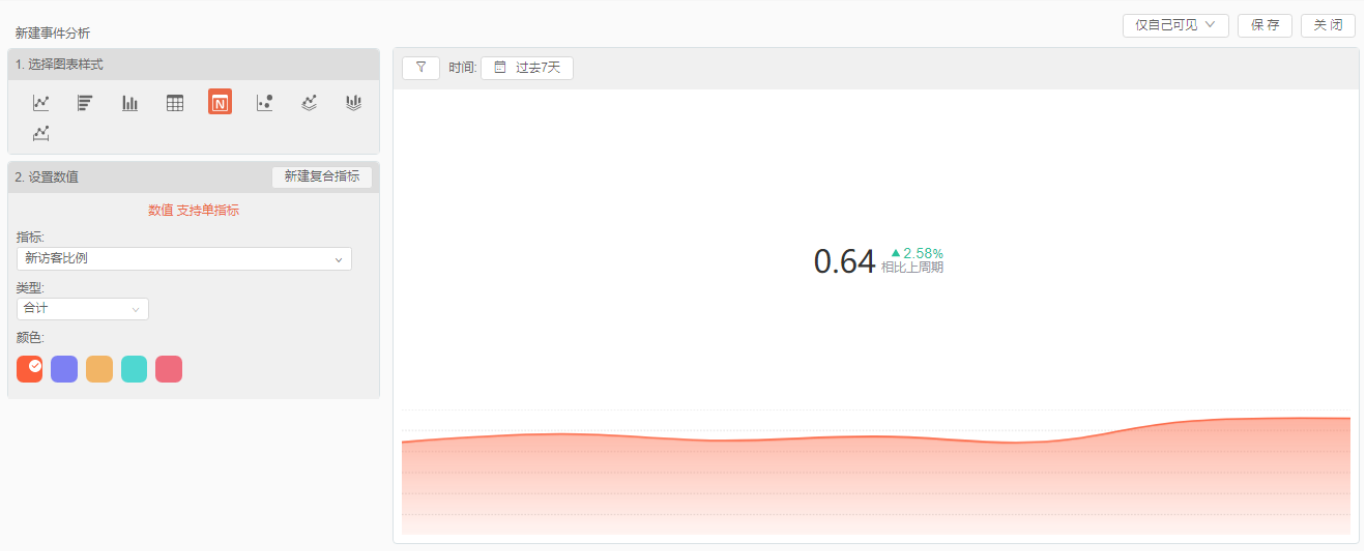 新建事件分析
仅自己可见
保存
关闭
1. 选择图表样式
N
2. 设置数值
新建复合指标
数值 支持单指标
指标:
新访客比例
类型:
合计
颜色:
时间:
过去7天
0.64
▲2.58%
相比上周期